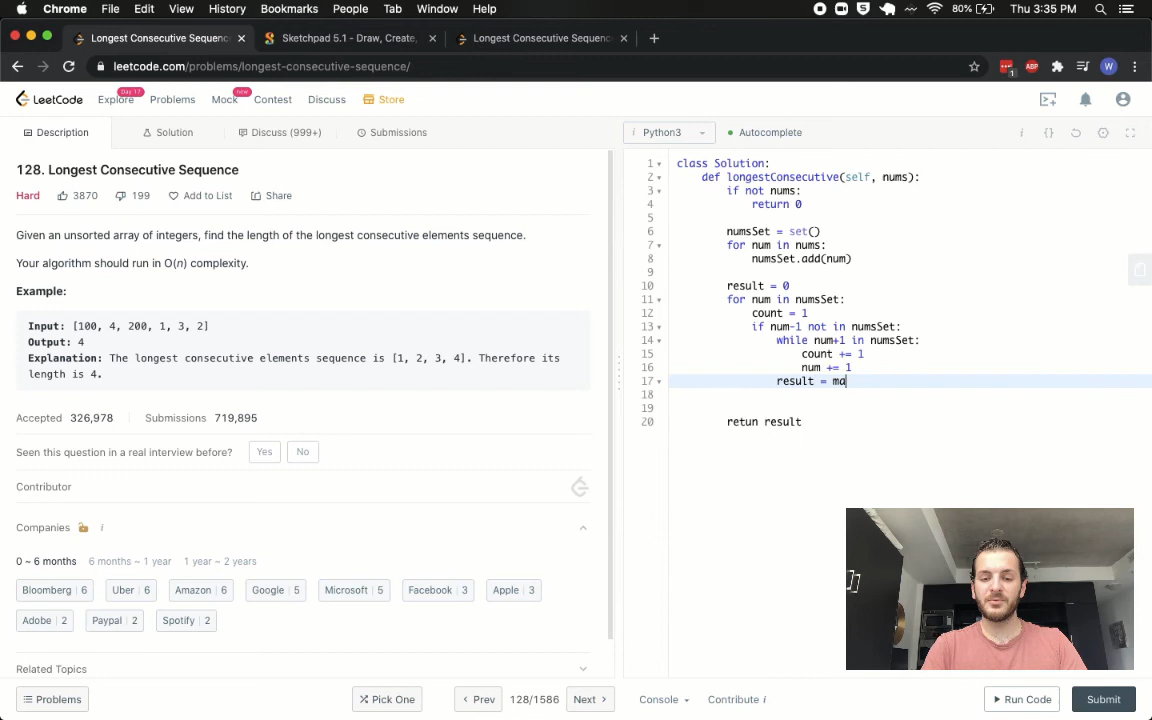 Chrome File Edit View History Bookmarks People Tab Window Help 80% Thu 3:35 PM
Longest Consecutive Sequenc Sketchpad 5.1 - Draw, Create, Longest Consecutive Sequenc
leetcode.com/problems/longest-consecutive-sequence/ 1 ABP W
LeetCode Explore Day 17 Problems Mock new Contest Discuss Store
Description Solution Discuss (999+) Submissions i Python3 Autocomplete i {}
128. Longest Consecutive Sequence
Hard 3870 199 Add to List Share
Given an unsorted array of integers, find the length of the longest consecutive elements sequence.
Your algorithm should run in O(n) complexity.
Example:
Input: [100, 4, 200, 1, 3, 2]
Output: 4
Explanation: The longest consecutive elements sequence is [1, 2, 3, 4]. Therefore its
length is 4.
Accepted 326,978 Submissions 719,895
Seen this question in a real interview before? Yes No
Contributor
Companies i
0 ~ 6 months 6 months ~ 1 year 1 year ~ 2 years
Bloomberg 6 Uber 6 Amazon 6 Google 5 Microsoft 5 Facebook 3 Apple 3
Adobe 2 Paypal 2 Spotify 2
Related Topics
Problems Pick One Prev 128/1586 Next
1 class Solution:
2 def longestConsecutive(self, nums):
3 if not nums:
4 return 0
5
6 numsSet = set()
7 for num in nums:
8 numsSet.add(num)
9
10 result = 0
11 for num in numsSet:
12 count = 1
13 if num-1 not in numsSet:
14 while num+1 in numsSet:
15 count += 1
16 num += 1
17 result = ma
18
19
20 retun result
Console Contribute i Run Code Submit